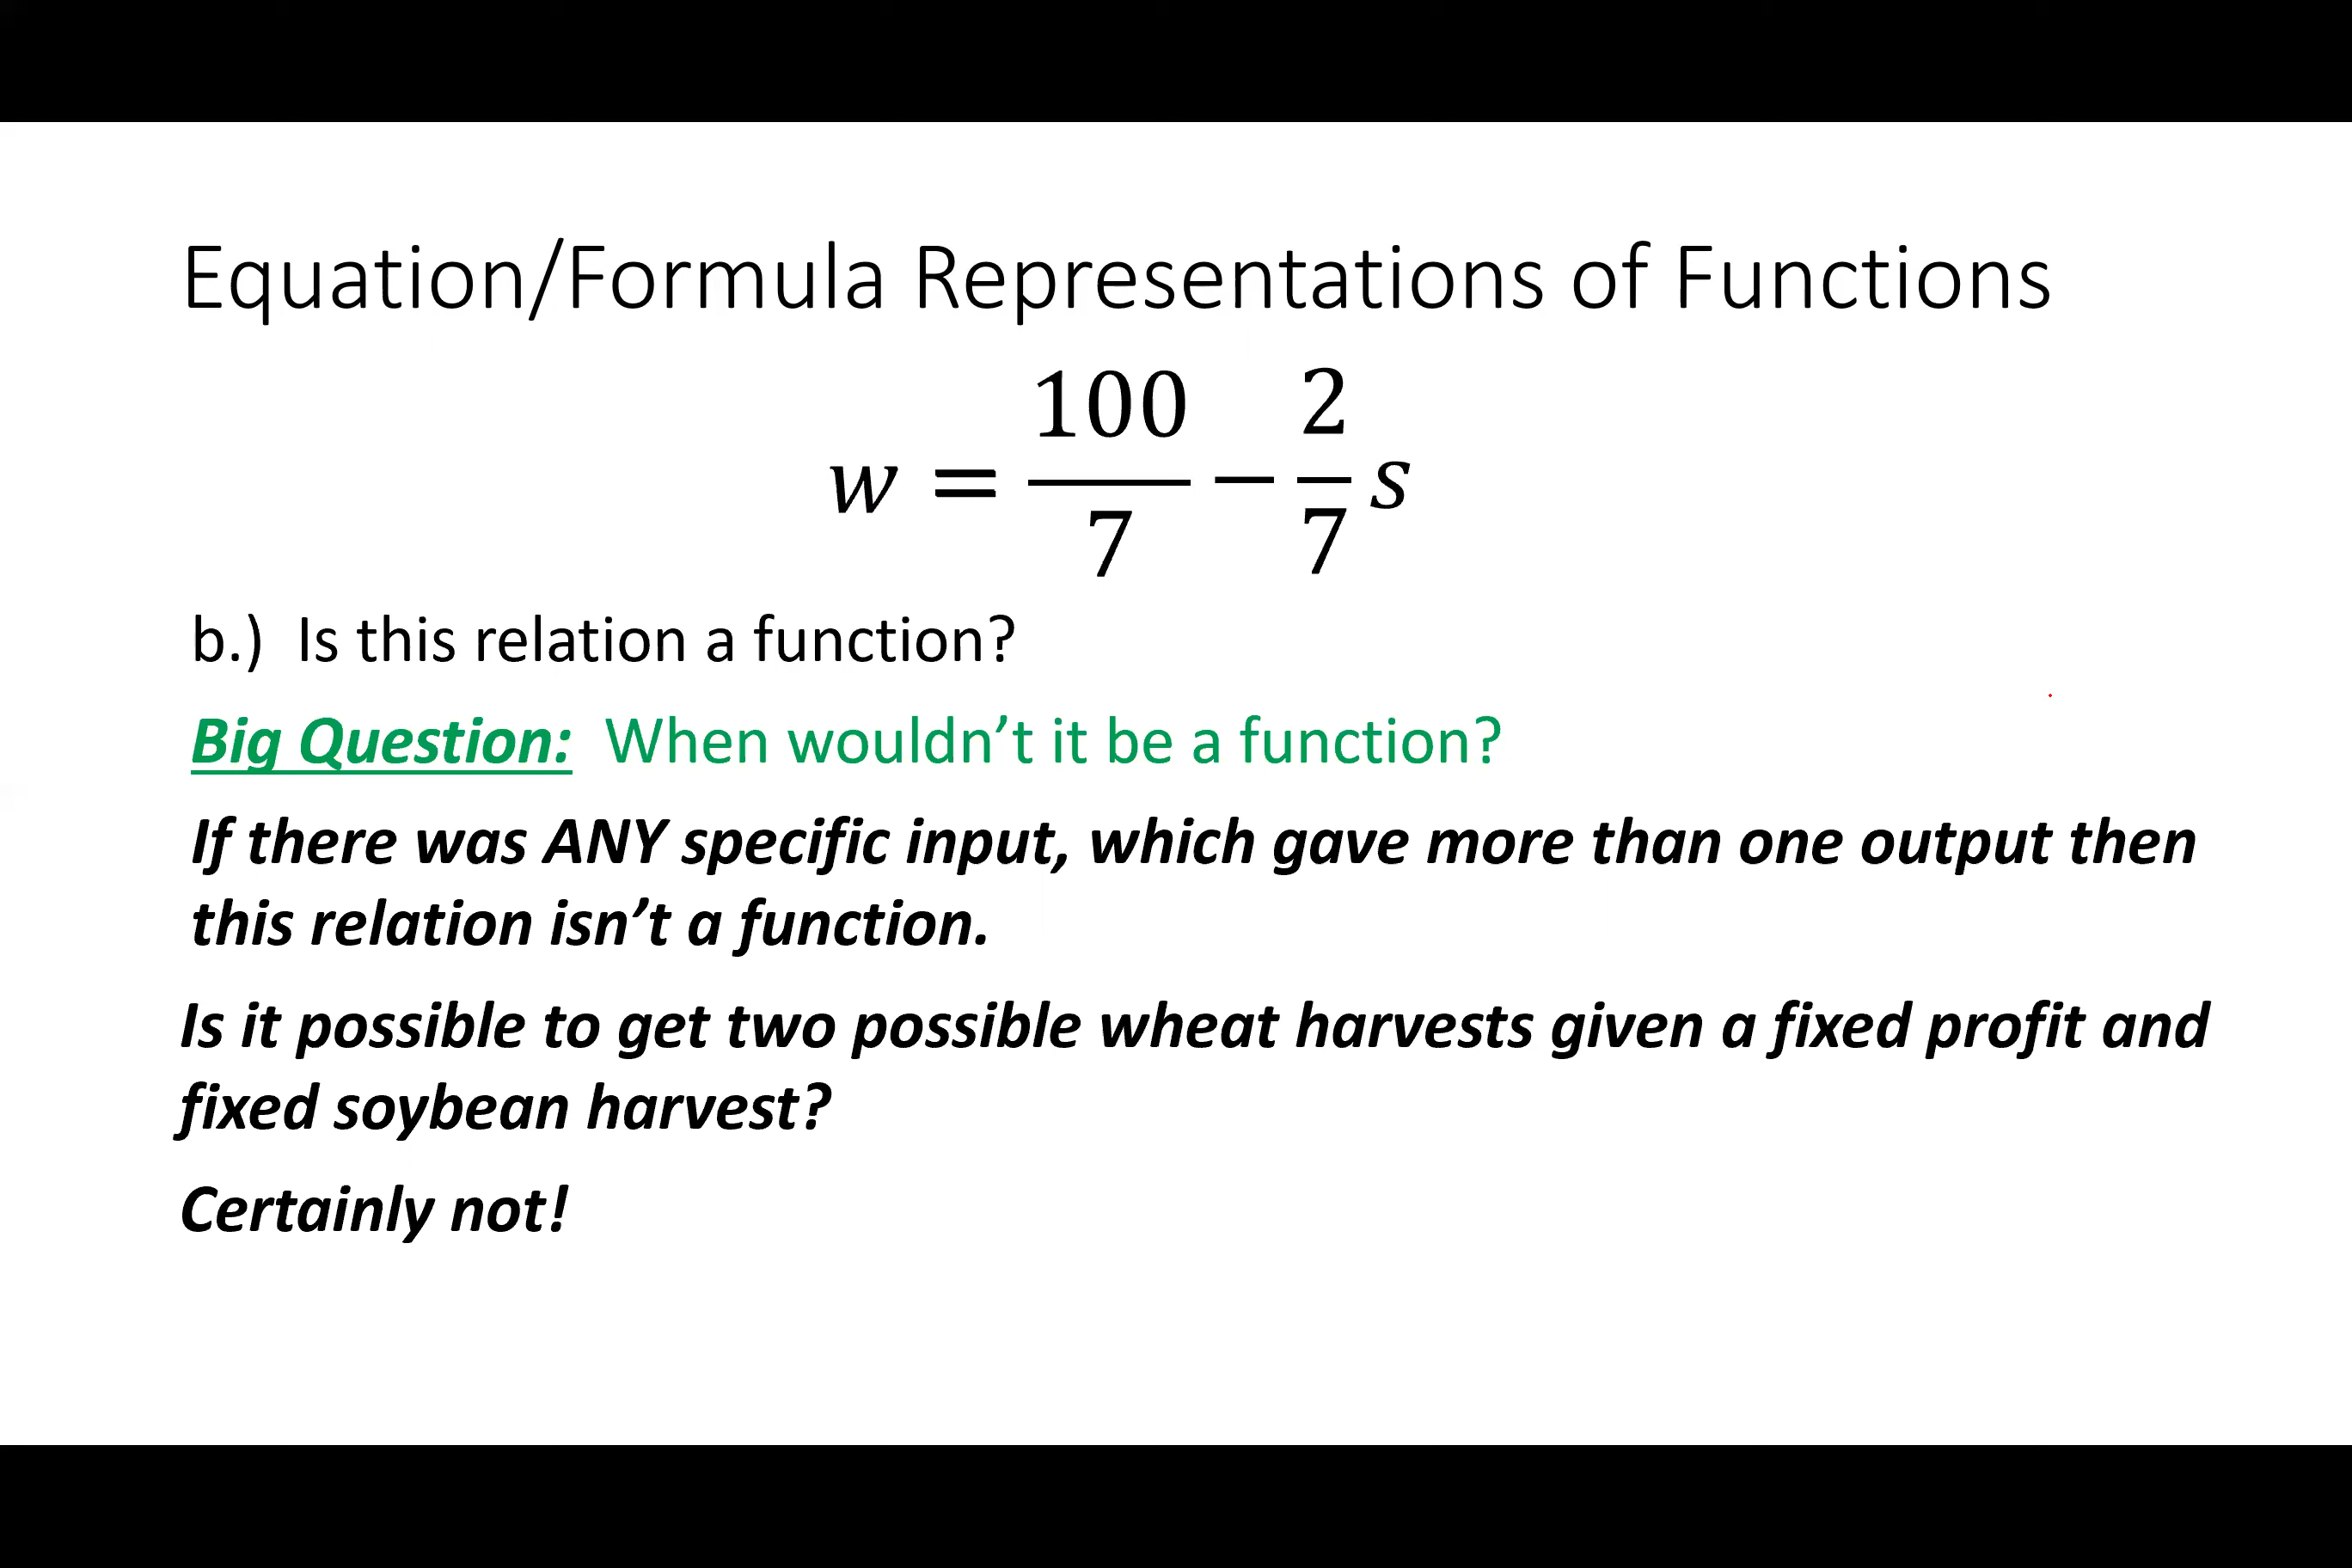 Equation/Formula Representations of Functions
w = 100/7 − 2/7 s
b.) Is this relation a function?
Big Question: When wouldn’t it be a function?
If there was ANY specific input, which gave more than one output then
this relation isn’t a function.
Is it possible to get two possible wheat harvests given a fixed profit and
fixed soybean harvest?
Certainly not!